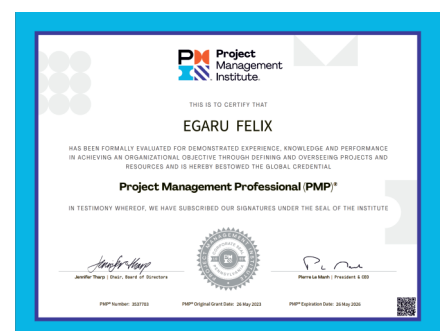 Project
Management
Institute.
THIS IS TO CERTIFY THAT
EGARU FELIX
HAS BEEN FORMALLY EVALUATED FOR DEMONSTRATED EXPERIENCE, KNOWLEDGE AND PERFORMANCE
IN ACHIEVING AN ORGANIZATIONAL OBJECTIVE THROUGH DEFINING AND OVERSEEING PROJECTS AND
RESOURCES AND IS HEREBY BESTOWED THE GLOBAL CREDENTIAL
Project Management Professional (PMP)®
IN TESTIMONY WHEREOF, WE HAVE SUBSCRIBED OUR SIGNATURES UNDER THE SEAL OF THE INSTITUTE
Jennifer Tharp | Chair, Board of Directors
Pierre Le Manh | President & CEO
PMP® Number: 3537703
PMP® Original Grant Date: 26 May 2023
PMP® Expiration Date: 26 May 2026